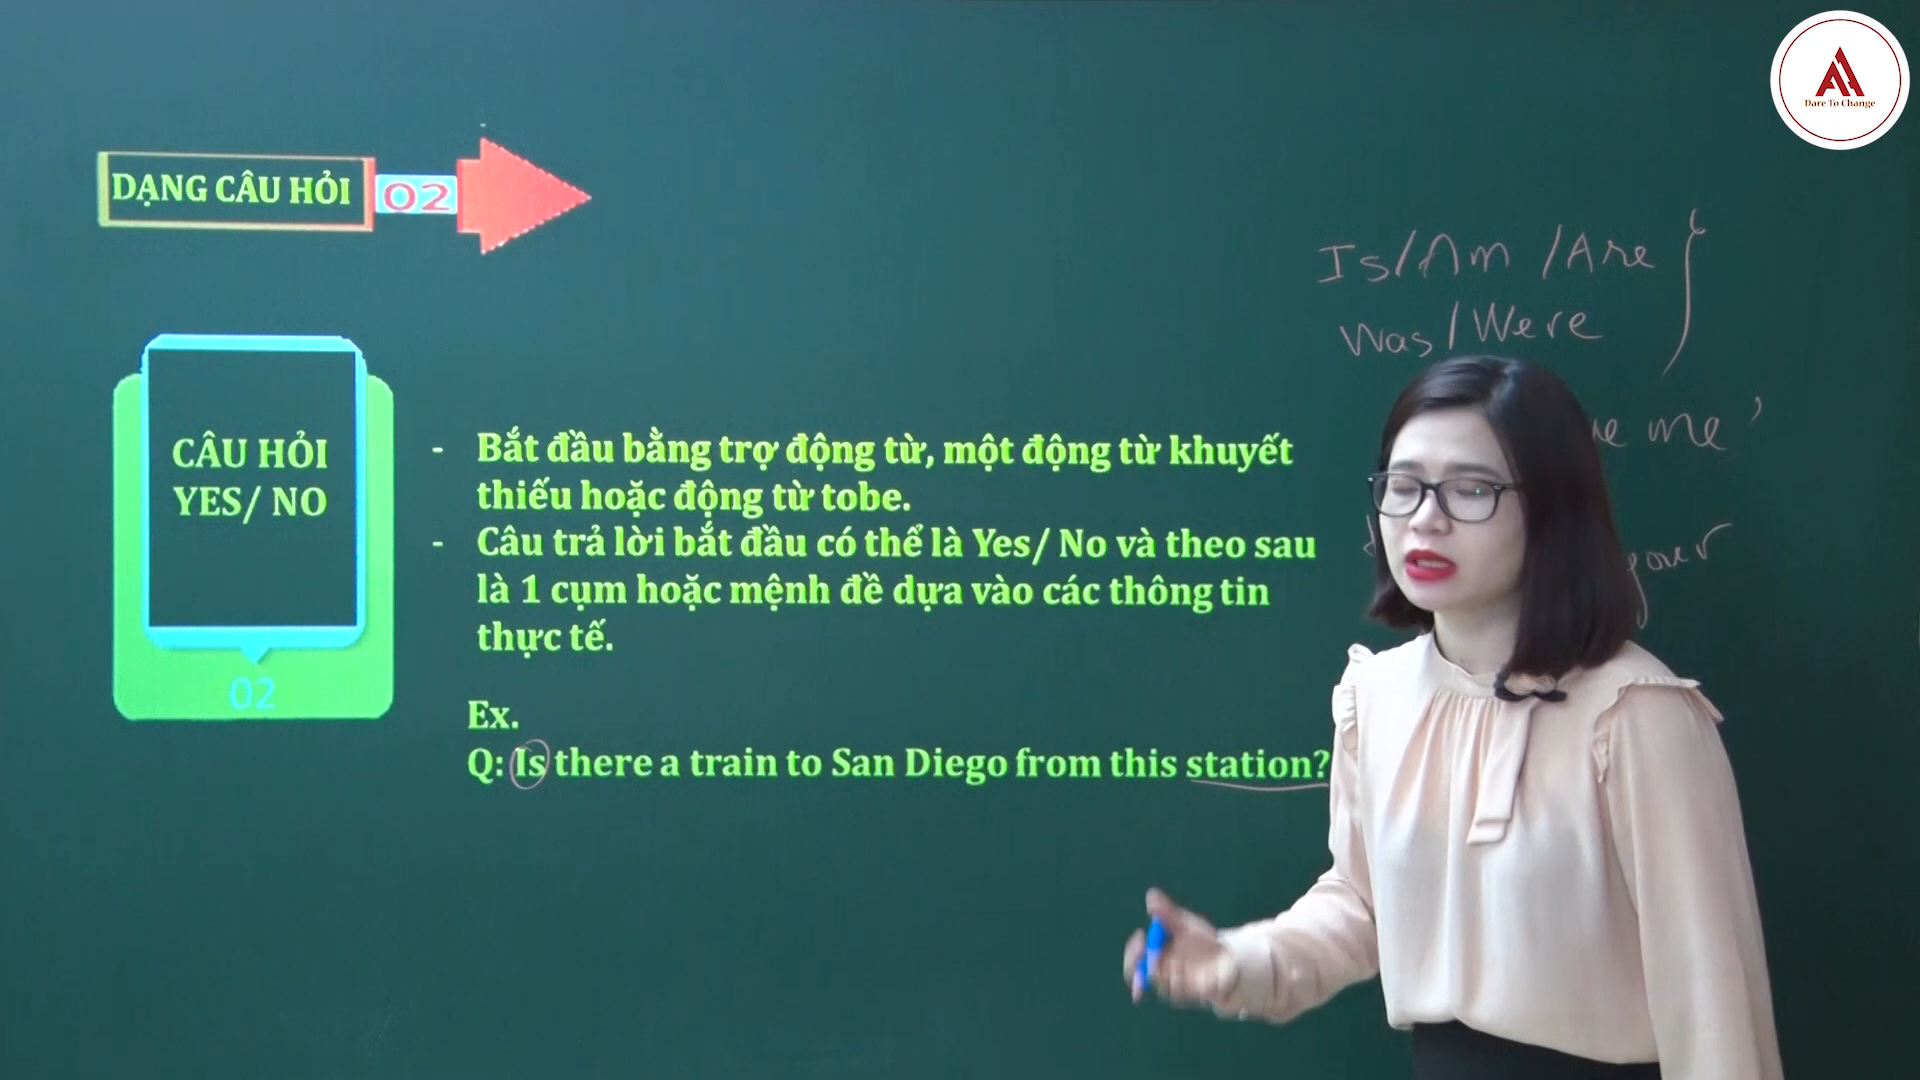 Dare To Change
DẠNG CÂU HỎI 02
Is/Am/Are
Was/Were
me'
your
CÂU HỎI
YES/ NO
02
- Bắt đầu bằng trợ động từ, một động từ khuyết
thiếu hoặc động từ tobe.
- Câu trả lời bắt đầu có thể là Yes/ No và theo sau
là 1 cụm hoặc mệnh đề dựa vào các thông tin
thực tế.
Ex.
Q: Is there a train to San Diego from this station?